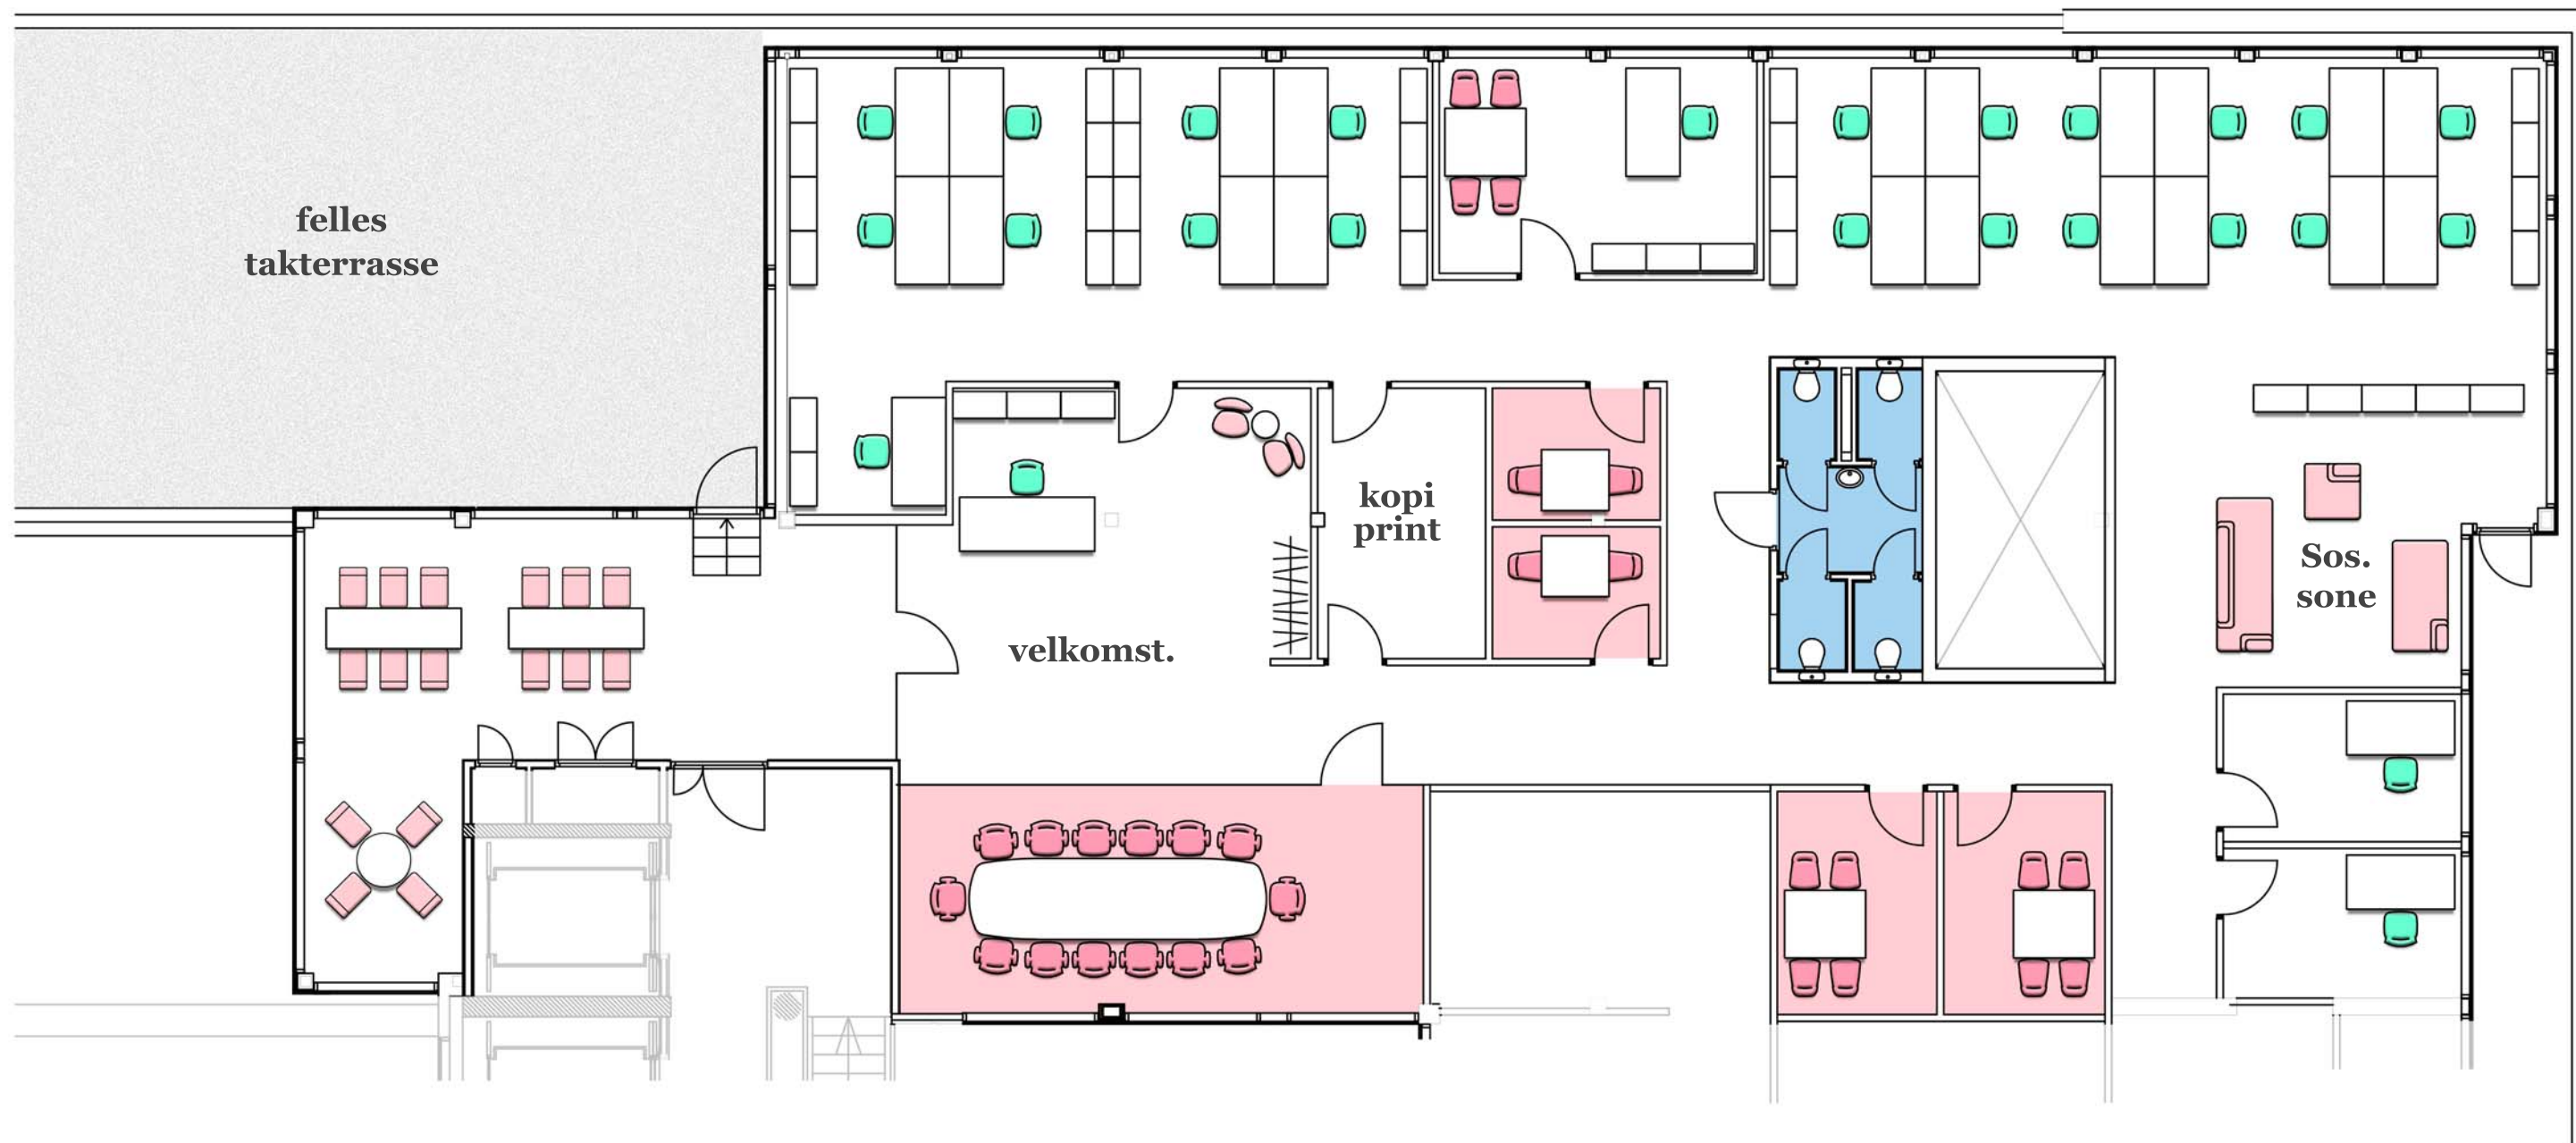 felles
takterrasse
kopi
print
Sos.
sone
velkomst.